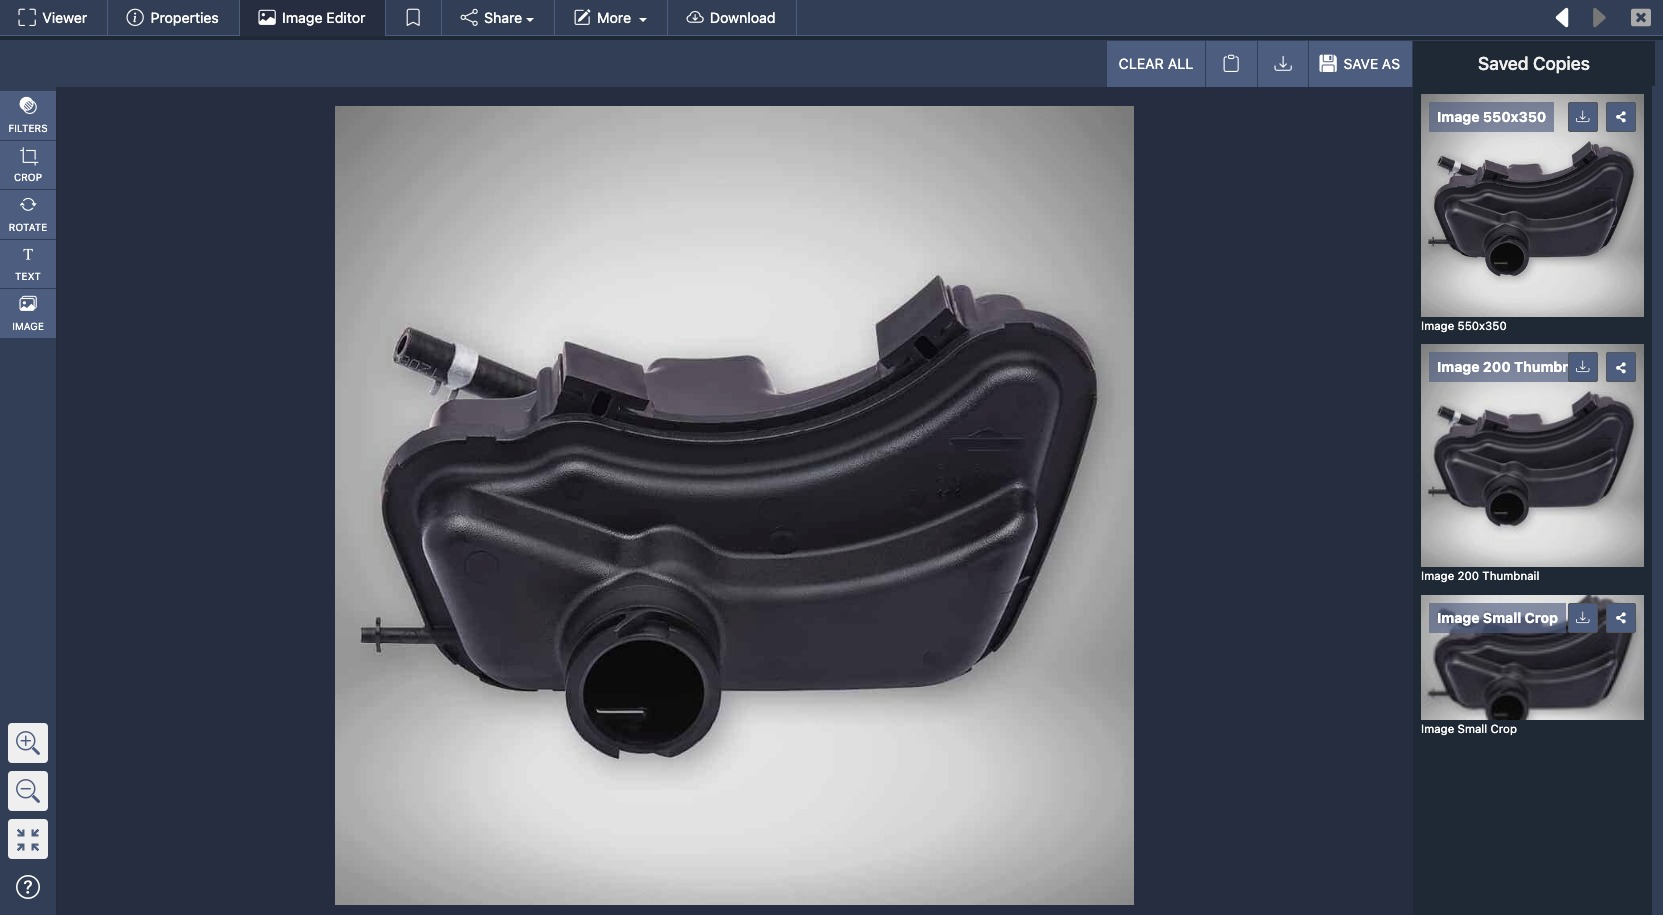 Viewer
Properties
Image Editor
Share
More
Download
CLEAR ALL
SAVE AS
Saved Copies
FILTERS
CROP
ROTATE
T
TEXT
IMAGE
?
Image 550x350
Image 550x350
Image 200 Thumbn
Image 200 Thumbnail
Image Small Crop
Image Small Crop